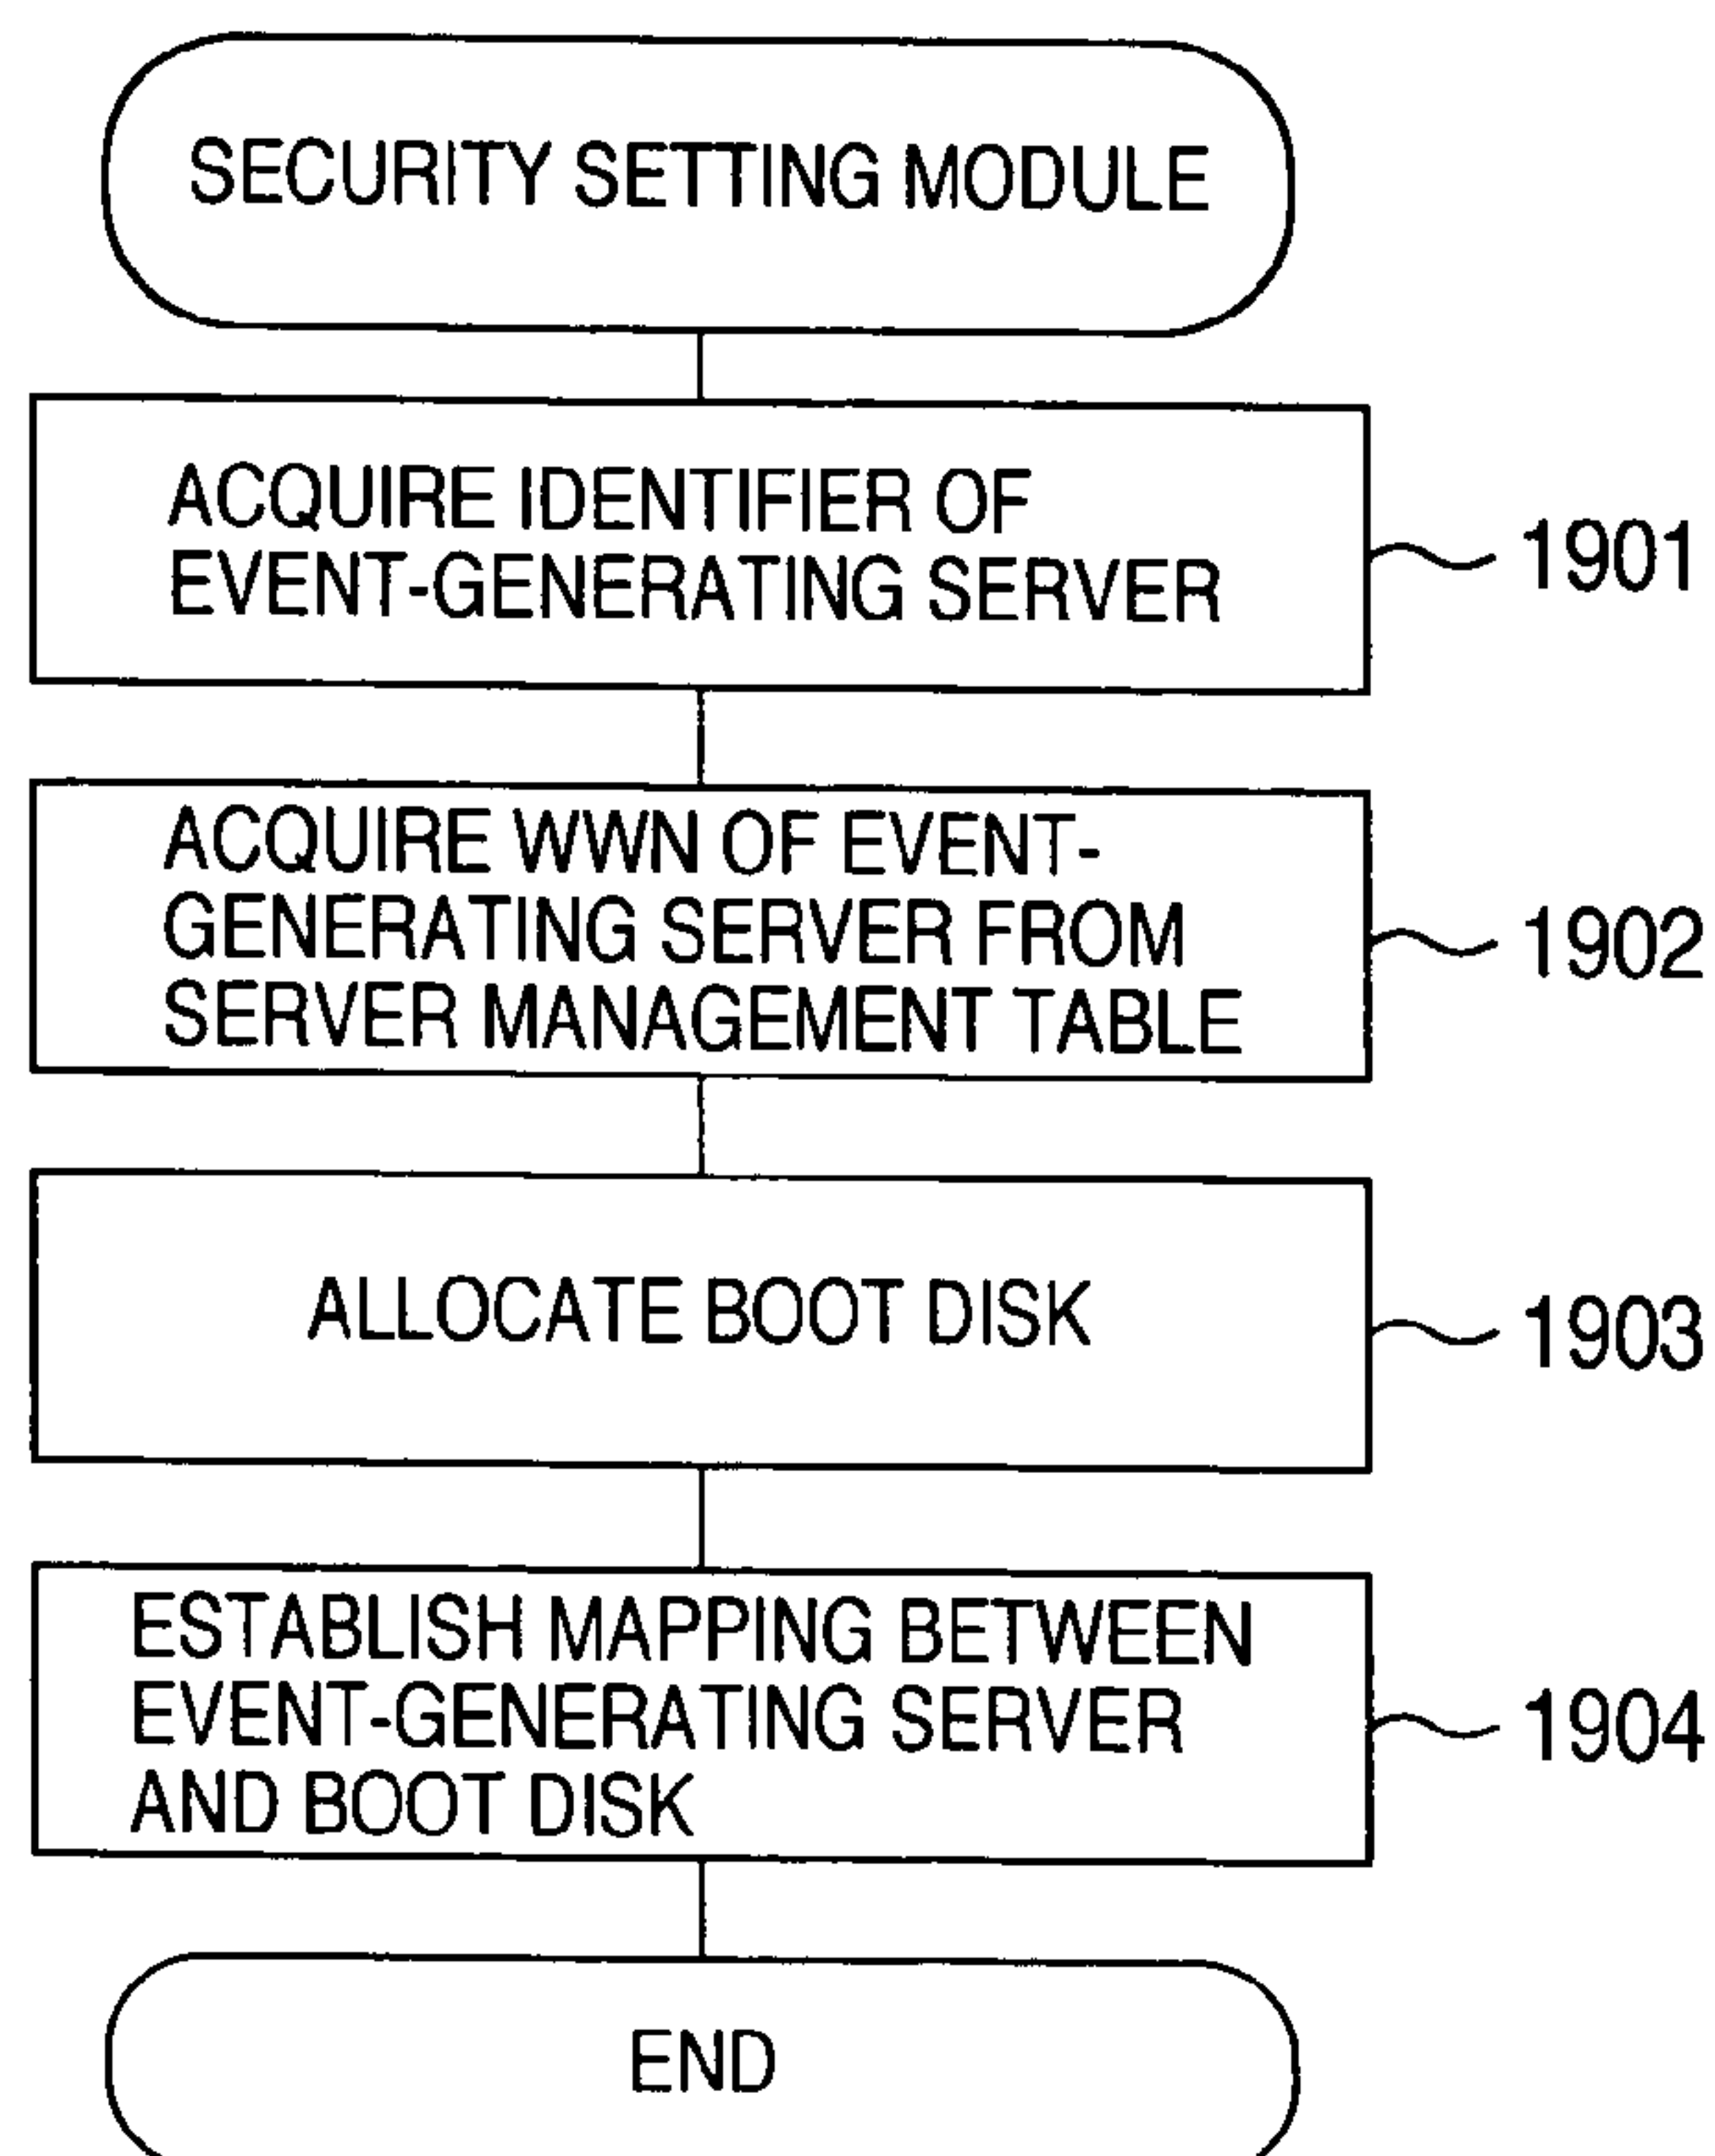 SECURITY SETTING MODULE
ACQUIRE IDENTIFIER OF
EVENT-GENERATING SERVER
1901
ACQUIRE WWN OF EVENT-
GENERATING SERVER FROM
SERVER MANAGEMENT TABLE
1902
ALLOCATE BOOT DISK
1903
ESTABLISH MAPPING BETWEEN
EVENT-GENERATING SERVER
AND BOOT DISK
1904
END